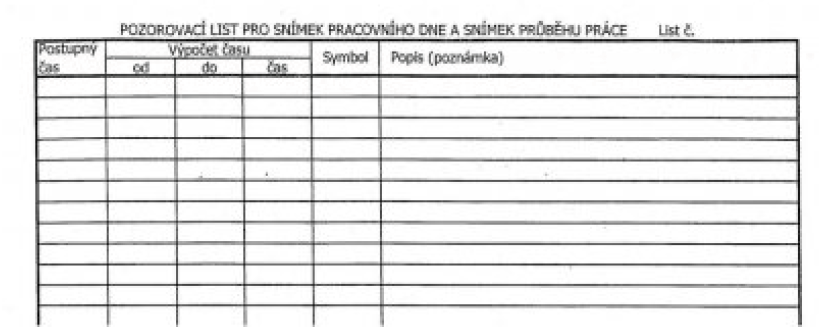 POZOROVACÍ LIST PRO SNÍMEK PRACOVNÍHO DNE A SNÍMEK PRŮBĚHU PRÁCE List č.
Postupný čas
Výpočet času
od do čas
Symbol
Popis (poznámka)